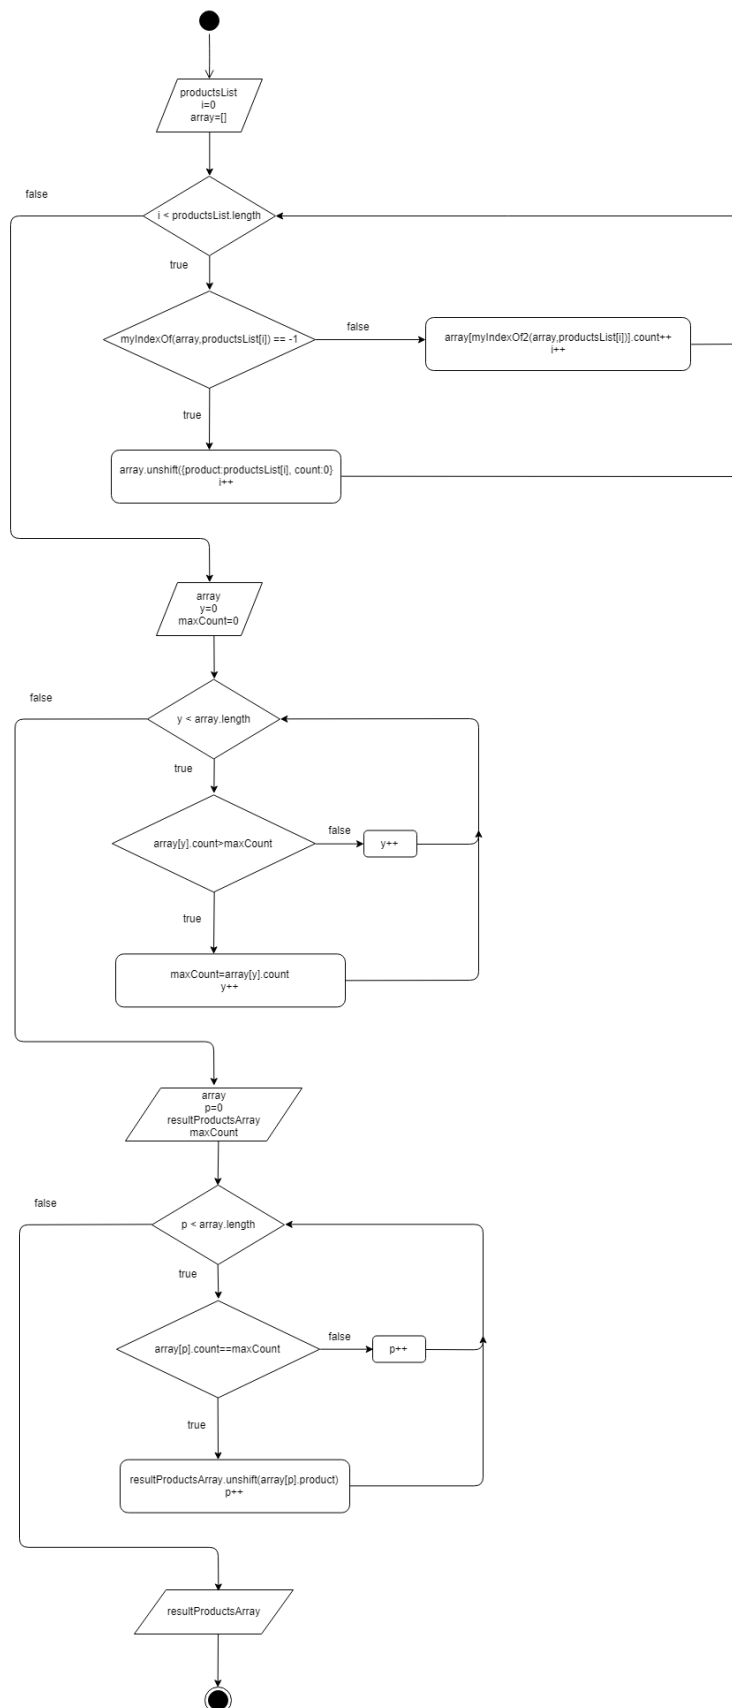 productsList
i=0
array=[]
false
i < productsList.length
true
myIndexOf(array,productsList[i]) == -1
false
array[myIndexOf2(array,productsList[i])].count++
i++
true
array.unshift({product:productsList[i], count:0}
i++
array
y=0
maxCount=0
false
y < array.length
true
array[y].count>maxCount
false
y++
true
maxCount=array[y].count
y++
array
p=0
resultProductsArray
maxCount
false
p < array.length
true
array[p].count==maxCount
false
p++
true
resultProductsArray.unshift(array[p].product)
p++
resultProductsArray